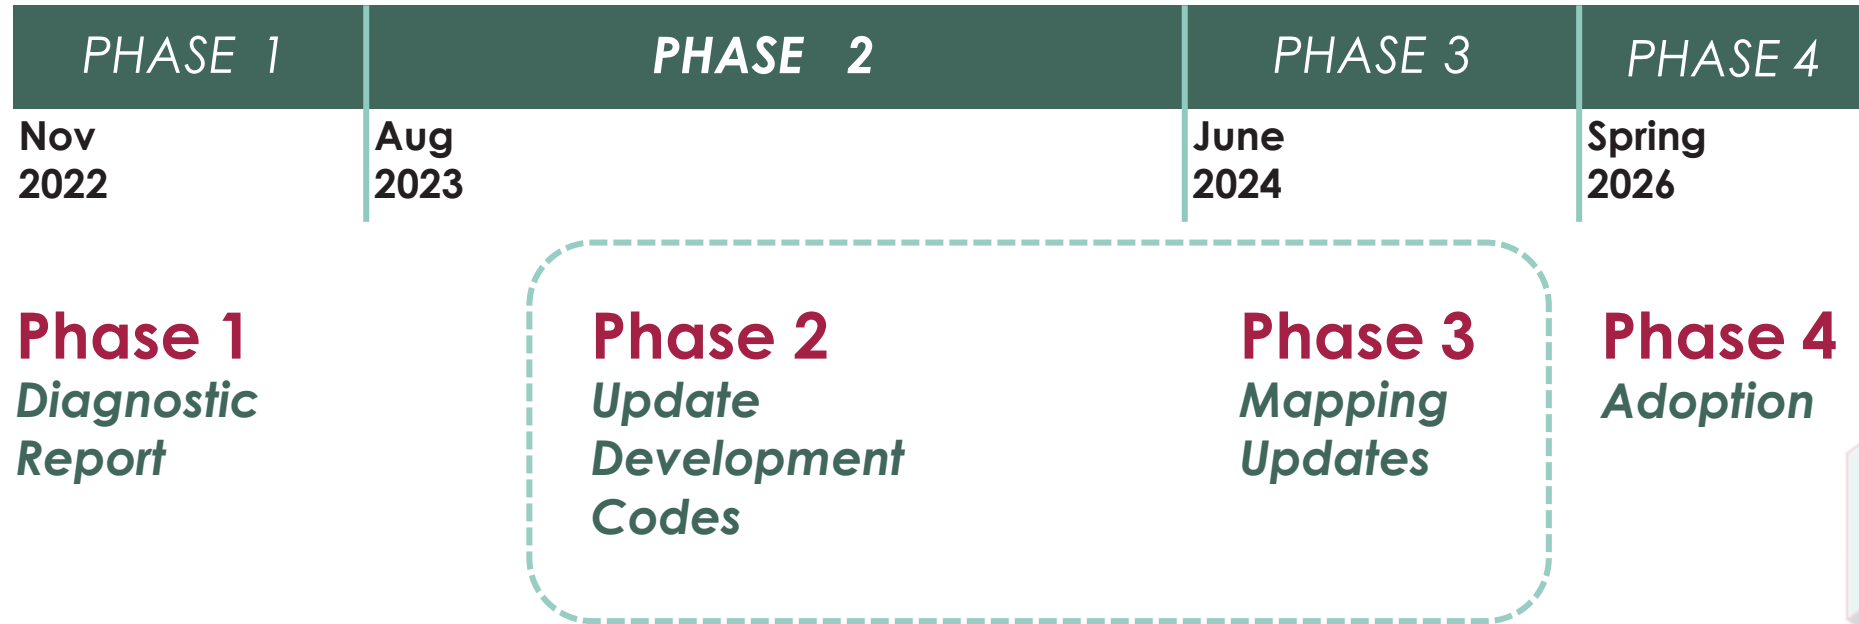 PHASE 1 PHASE 2 PHASE 3 PHASE 4
Nov Aug June Spring
2022 2023 2024 2026
Phase 1 Phase 2 Phase 3 Phase 4
Diagnostic Update Mapping Adoption
Report Development Updates
Codes